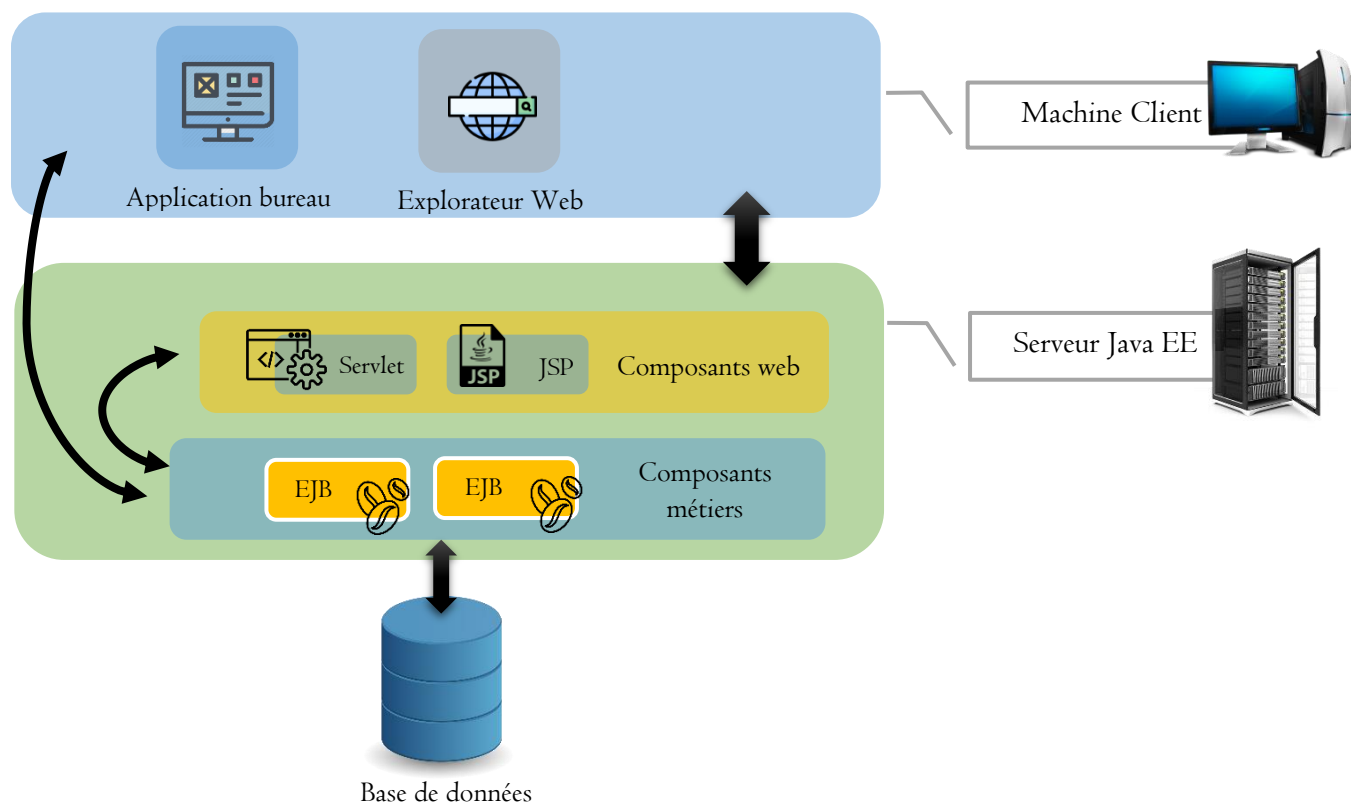 Application bureau
Explorateur Web
Machine Client
</>
Servlet
JSP
JSP
Composants web
Serveur Java EE
EJB
EJB
Composants
métiers
Base de données